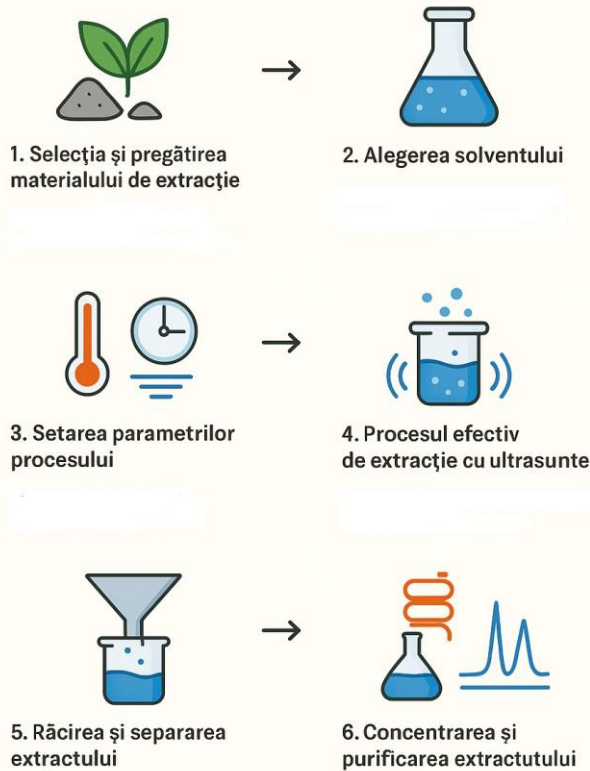 1. Selecția și pregătirea
materialului de extracție
2. Alegerea solventului
3. Setarea parametrilor
procesului
4. Procesul efectiv
de extracție cu ultrasunte
5. Răcirea și separarea
extractului
6. Concentrarea și
purificarea extractutului